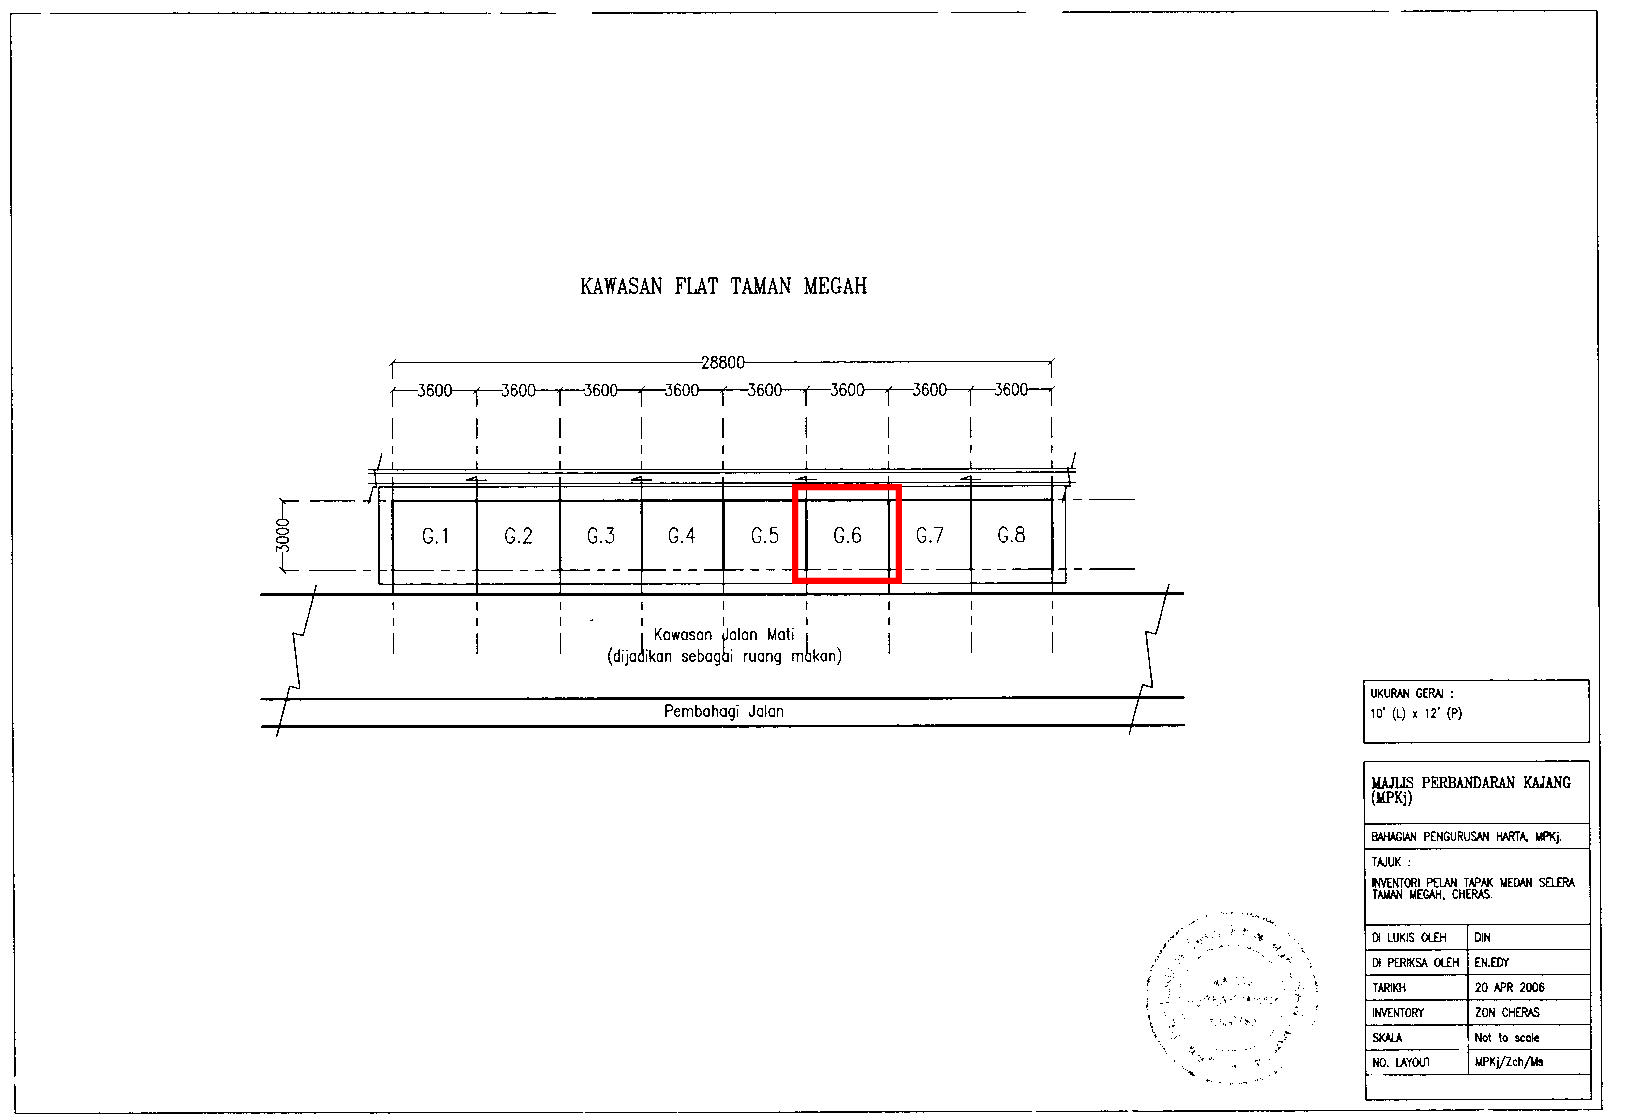 KAWASAN FLAT TAMAN MEGAH
28800
3600 3600 3600 3600 3600 3600 3600 3600
3000
G.1 G.2 G.3 G.4 G.5 G.6 G.7 G.8
Kawasan Jalan Mati
(dijadikan sebagai ruang makan)
Pembahagi Jalan
UKURAN GERAI :
10' (L) x 12' (P)
MAJLIS PERBANDARAN KAJANG
(MPKj)
BAHAGIAN PENGURUSAN HARTA, MPKj.
TAJUK :
INVENTORI PELAN TAPAK MEDAN SELERA
TAMAN MEGAH, CHERAS.
DI LUKIS OLEH DIN
DI PERIKSA OLEH EN.EDY
TARIKH 20 APR 2006
INVENTORY ZON CHERAS
SKALA Not to scale
NO. LAYOUT MPKj/Zch/Ms